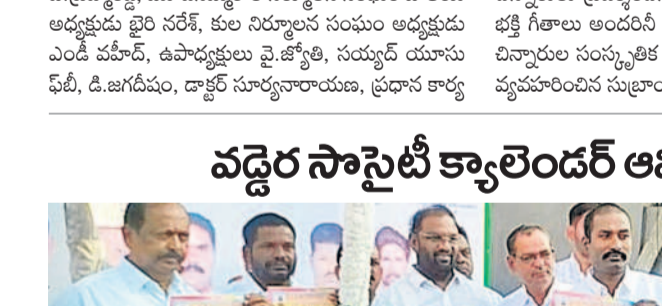 అధ్యక్షుడు భైరి నరేశ్, కుల నిర్మూలన సంఘం అధ్యక్షుడు
ఎండీ వహీద్, ఉపాధ్యక్షులు వై.జ్యోతి, సయ్యద్ యూసు
ఫ్‌బీ, డి.జగదీషం, డాక్టర్ సూర్యనారాయణ, ప్రధాన కార్య
భక్తి గీతాలు అందరినీ
చిన్నారుల సంస్కృతిక
వ్యవహరించిన సుబ్రా
వడ్డెర సొసైటీ క్యాలెండర్